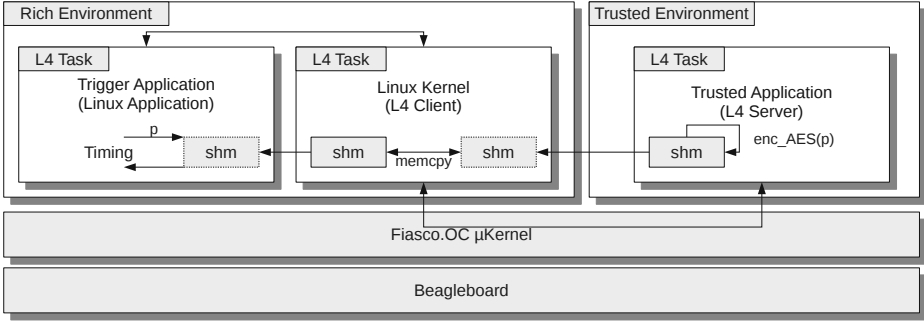 Rich Environment
Trusted Environment
L4 Task
L4 Task
L4 Task
Trigger Application
(Linux Application)
Linux Kernel
(L4 Client)
Trusted Application
(L4 Server)
p
Timing
shm
shm
memcpy
shm
shm
enc_AES(p)
Fiasco.OC µKernel
Beagleboard